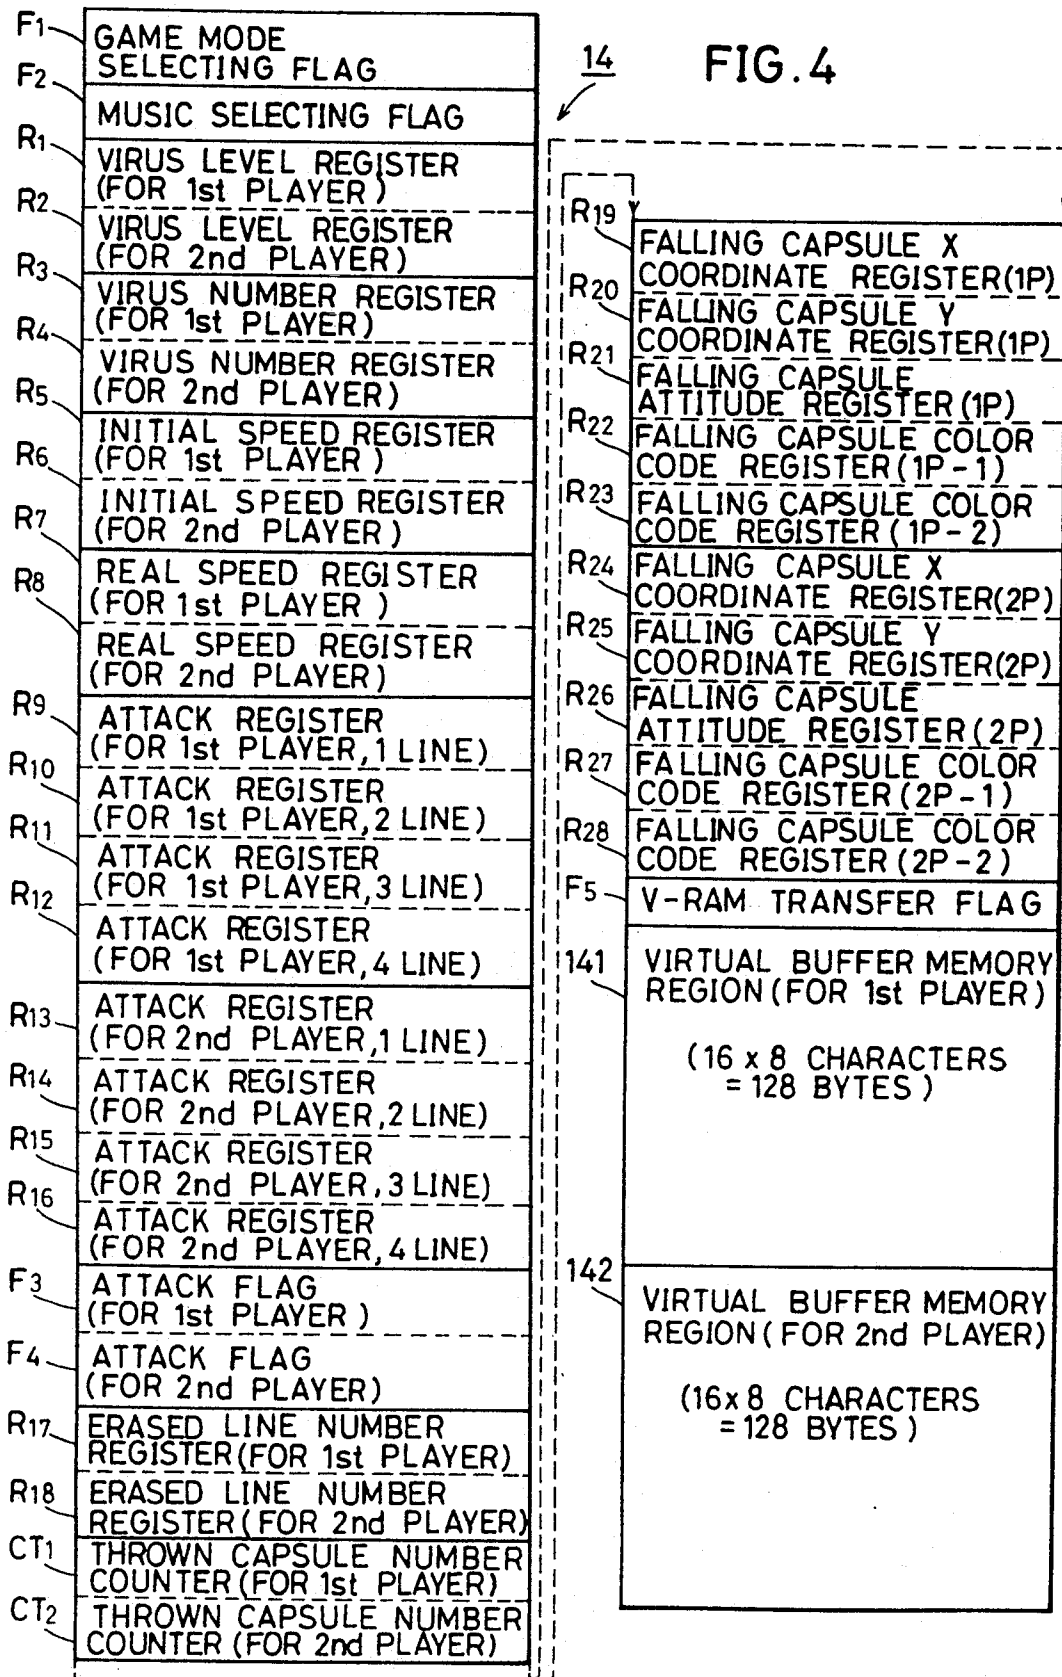 FIG.4
14
F1
GAME MODE
SELECTING FLAG
F2
MUSIC SELECTING FLAG
R1
VIRUS LEVEL REGISTER
(FOR 1st PLAYER)
R2
VIRUS LEVEL REGISTER
(FOR 2nd PLAYER)
R3
VIRUS NUMBER REGISTER
(FOR 1st PLAYER)
R4
VIRUS NUMBER REGISTER
(FOR 2nd PLAYER)
R5
INITIAL SPEED REGISTER
(FOR 1st PLAYER)
R6
INITIAL SPEED REGISTER
(FOR 2nd PLAYER)
R7
REAL SPEED REGISTER
(FOR 1st PLAYER)
R8
REAL SPEED REGISTER
(FOR 2nd PLAYER)
R9
ATTACK REGISTER
(FOR 1st PLAYER, 1 LINE)
R10
ATTACK REGISTER
(FOR 1st PLAYER, 2 LINE)
R11
ATTACK REGISTER
(FOR 1st PLAYER, 3 LINE)
R12
ATTACK REGISTER
(FOR 1st PLAYER, 4 LINE)
R13
ATTACK REGISTER
(FOR 2nd PLAYER, 1 LINE)
R14
ATTACK REGISTER
(FOR 2nd PLAYER, 2 LINE)
R15
ATTACK REGISTER
(FOR 2nd PLAYER, 3 LINE)
R16
ATTACK REGISTER
(FOR 2nd PLAYER, 4 LINE)
F3
ATTACK FLAG
(FOR 1st PLAYER)
F4
ATTACK FLAG
(FOR 2nd PLAYER)
R17
ERASED LINE NUMBER
REGISTER (FOR 1st PLAYER)
R18
ERASED LINE NUMBER
REGISTER (FOR 2nd PLAYER)
CT1
THROWN CAPSULE NUMBER
COUNTER (FOR 1st PLAYER)
CT2
THROWN CAPSULE NUMBER
COUNTER (FOR 2nd PLAYER)
R19
FALLING CAPSULE X
COORDINATE REGISTER(1P)
R20
FALLING CAPSULE Y
COORDINATE REGISTER(1P)
R21
FALLING CAPSULE
ATTITUDE REGISTER (1P)
R22
FALLING CAPSULE COLOR
CODE REGISTER (1P-1)
R23
FALLING CAPSULE COLOR
CODE REGISTER (1P-2)
R24
FALLING CAPSULE X
COORDINATE REGISTER(2P)
R25
FALLING CAPSULE Y
COORDINATE REGISTER(2P)
R26
FALLING CAPSULE
ATTITUDE REGISTER (2P)
R27
FALLING CAPSULE COLOR
CODE REGISTER (2P-1)
R28
FALLING CAPSULE COLOR
CODE REGISTER (2P-2)
F5
V-RAM TRANSFER FLAG
141
VIRTUAL BUFFER MEMORY
REGION (FOR 1st PLAYER)
(16 x 8 CHARACTERS
= 128 BYTES)
142
VIRTUAL BUFFER MEMORY
REGION (FOR 2nd PLAYER)
(16 x 8 CHARACTERS
= 128 BYTES)